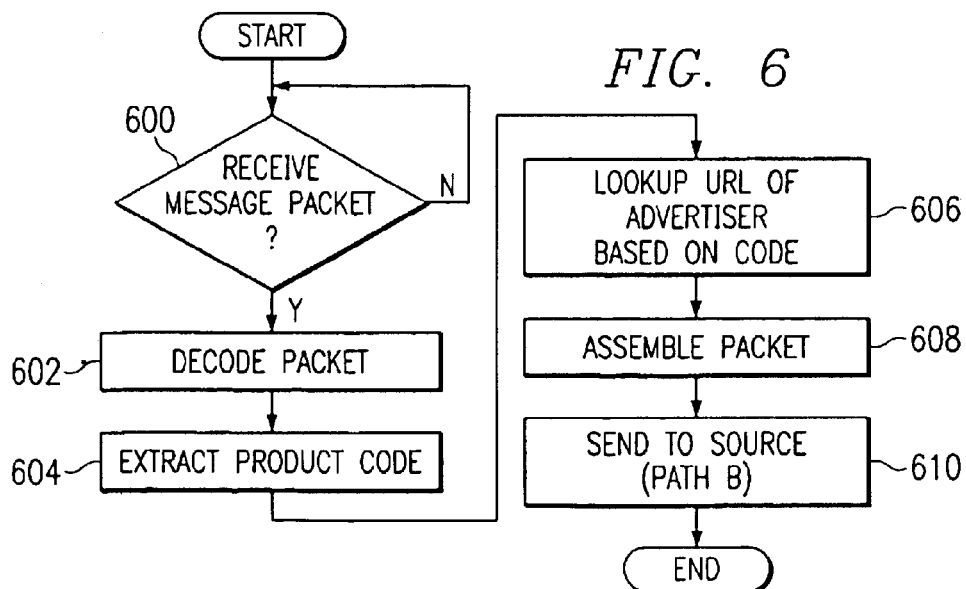 START
FIG. 6
600
RECEIVE
MESSAGE PACKET
?
N
Y
602
DECODE PACKET
604
EXTRACT PRODUCT CODE
LOOKUP URL OF
ADVERTISER
BASED ON CODE
606
ASSEMBLE PACKET
608
SEND TO SOURCE
(PATH B)
610
END